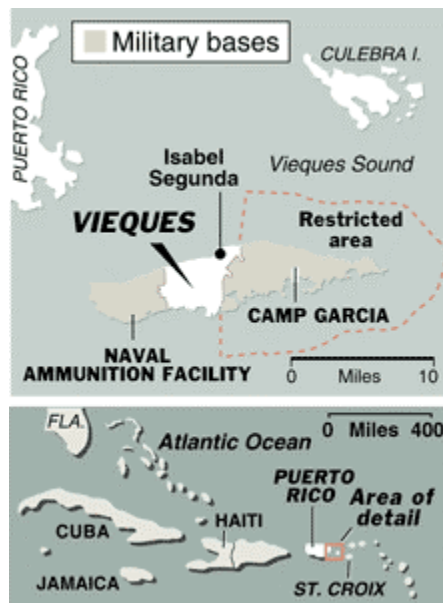 Military bases
CULEBRA I.
PUERTO RICO
Isabel
Segunda
Vieques Sound
VIEQUES
Restricted
area
CAMP GARCIA
NAVAL
AMMUNITION FACILITY
0 Miles 10
FLA.
Atlantic Ocean
0 Miles 400
PUERTO
RICO
Area of
detail
HAITI
CUBA
JAMAICA
ST. CROIX